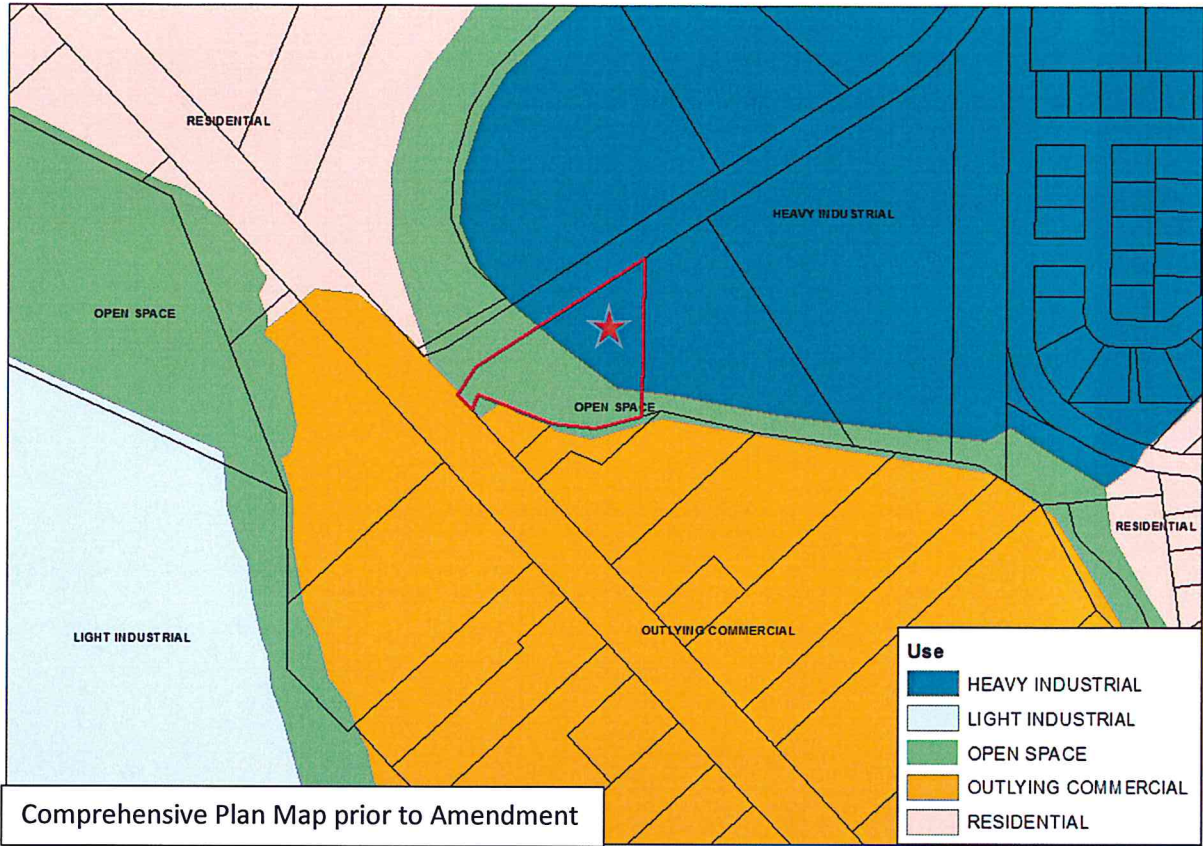 RESIDENTIAL
HEAVY INDUSTRIAL
OPEN SPACE
OPEN SPACE
RESIDENTIAL
LIGHT INDUSTRIAL
OUTLYING COMMERCIAL
Use
HEAVY INDUSTRIAL
LIGHT INDUSTRIAL
OPEN SPACE
OUTLYING COMMERCIAL
RESIDENTIAL
Comprehensive Plan Map prior to Amendment